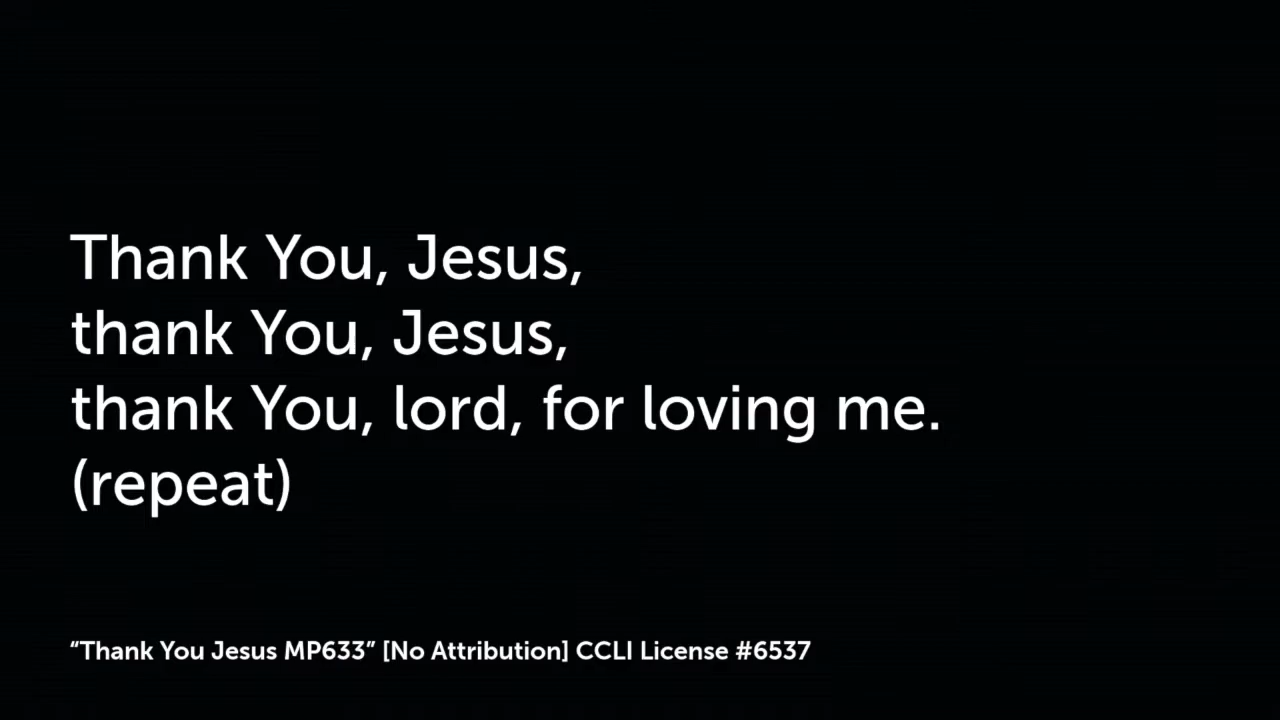 Thank You, Jesus,
thank You, Jesus,
thank You, lord, for loving me.
(repeat)
“Thank You Jesus MP633” [No Attribution] CCLI License #6537